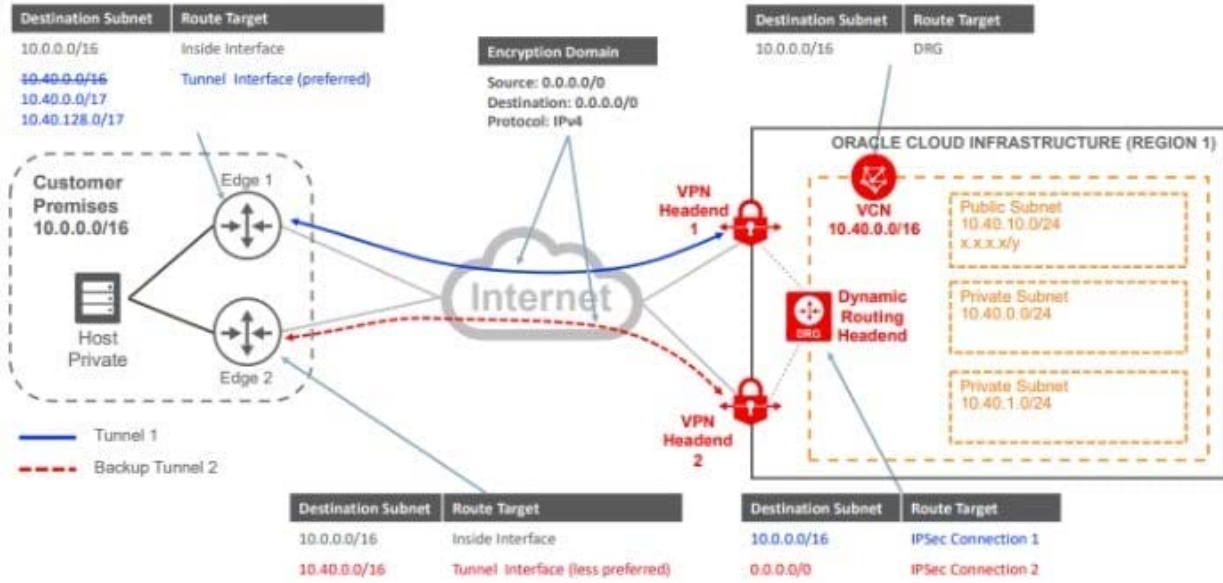 Destination Subnet Route Target
10.0.0.0/16 Inside Interface
10.40.0.0/16 Tunnel Interface (preferred)
10.40.0.0/17
10.40.128.0/17
Encryption Domain
Source: 0.0.0.0/0
Destination: 0.0.0.0/0
Protocol: IPv4
Destination Subnet Route Target
10.0.0.0/16 DRG
ORACLE CLOUD INFRASTRUCTURE (REGION 1)
Customer
Premises
10.0.0.0/16
Edge 1
Host
Private
Edge 2
Internet
VPN
Headend
1
VPN
Headend
2
VCN
10.40.0.0/16
DRG
Dynamic
Routing
Headend
Public Subnet
10.40.10.0/24
x.x.x.x/y
Private Subnet
10.40.0.0/24
Private Subnet
10.40.1.0/24
Tunnel 1
Backup Tunnel 2
Destination Subnet Route Target
10.0.0.0/16 Inside Interface
10.40.0.0/16 Tunnel Interface (less preferred)
Destination Subnet Route Target
10.0.0.0/16 IPSec Connection 1
0.0.0.0/0 IPSec Connection 2